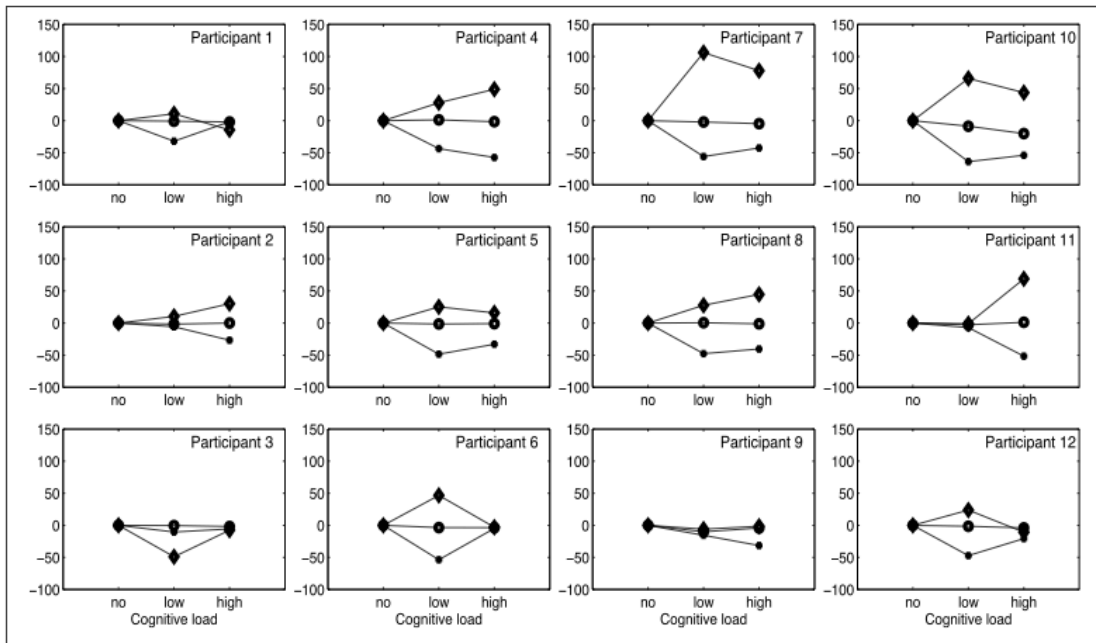 Participant 1
150
100
50
0
−50
−100
no low high
Participant 4
150
100
50
0
−50
−100
no low high
Participant 7
150
100
50
0
−50
−100
no low high
Participant 10
150
100
50
0
−50
−100
no low high
Participant 2
150
100
50
0
−50
−100
no low high
Participant 5
150
100
50
0
−50
−100
no low high
Participant 8
150
100
50
0
−50
−100
no low high
Participant 11
150
100
50
0
−50
−100
no low high
Participant 3
150
100
50
0
−50
−100
no low high
Cognitive load
Participant 6
150
100
50
0
−50
−100
no low high
Cognitive load
Participant 9
150
100
50
0
−50
−100
no low high
Cognitive load
Participant 12
150
100
50
0
−50
−100
no low high
Cognitive load